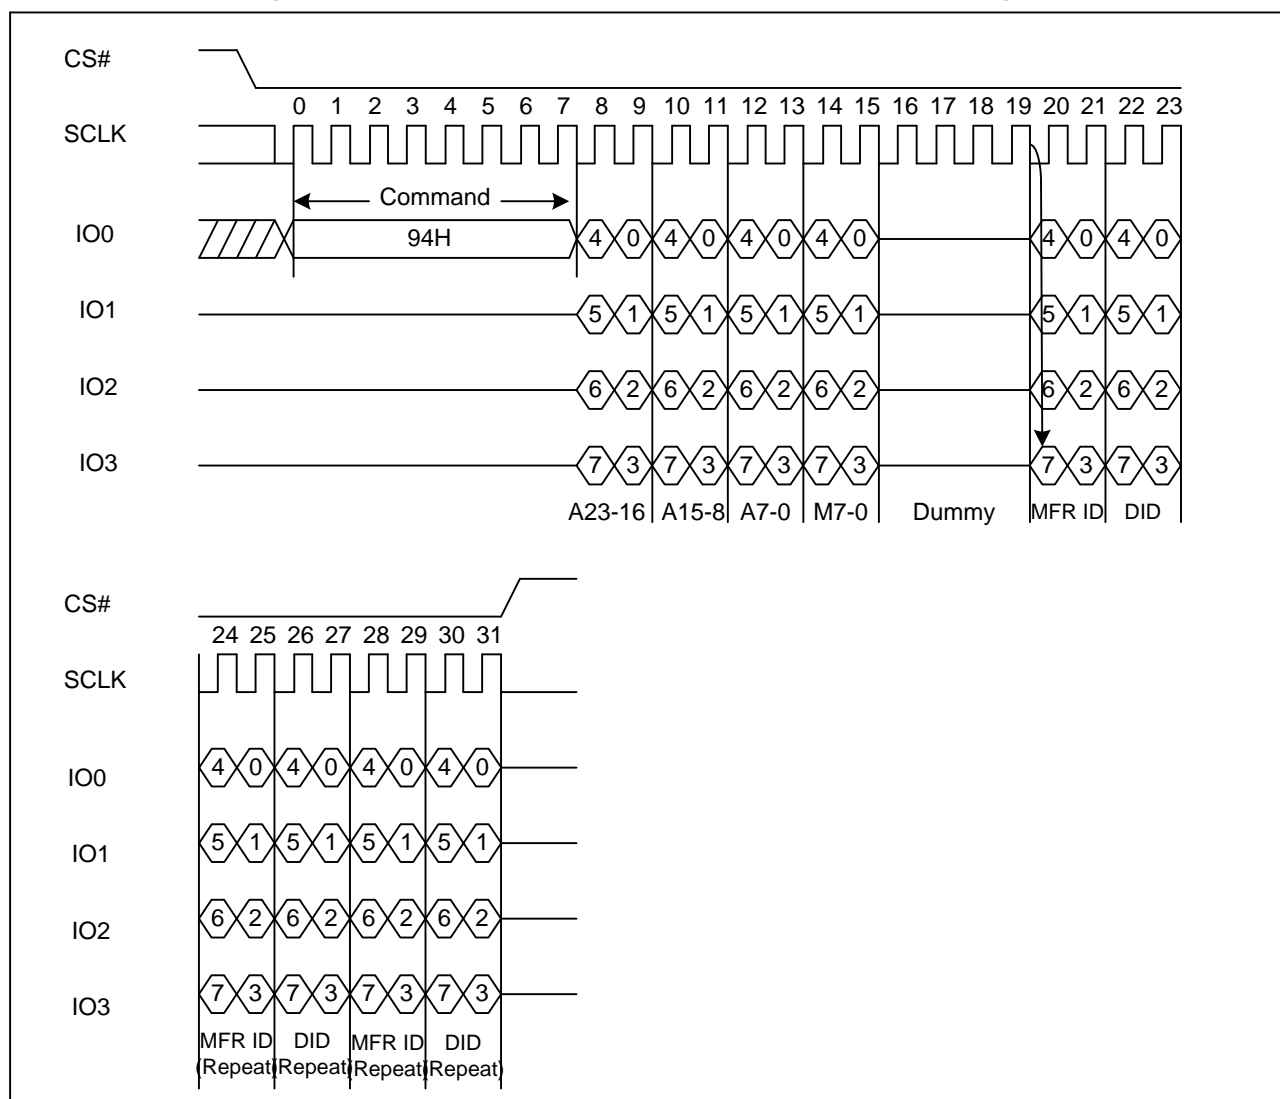 CS#
0 1 2 3 4 5 6 7 8 9 10 11 12 13 14 15 16 17 18 19 20 21 22 23
SCLK
Command
IO0 94H 4 0 4 0 4 0 4 0 4 0 4 0
IO1 5 1 5 1 5 1 5 1 5 1 5 1
IO2 6 2 6 2 6 2 6 2 6 2 6 2
IO3 7 3 7 3 7 3 7 3 7 3 7 3
A23-16 A15-8 A7-0 M7-0 Dummy MFR ID DID
CS#
24 25 26 27 28 29 30 31
SCLK
IO0 4 0 4 0 4 0 4 0
IO1 5 1 5 1 5 1 5 1
IO2 6 2 6 2 6 2 6 2
IO3 7 3 7 3 7 3 7 3
MFR ID DID MFR ID DID
(Repeat) (Repeat) (Repeat) (Repeat)